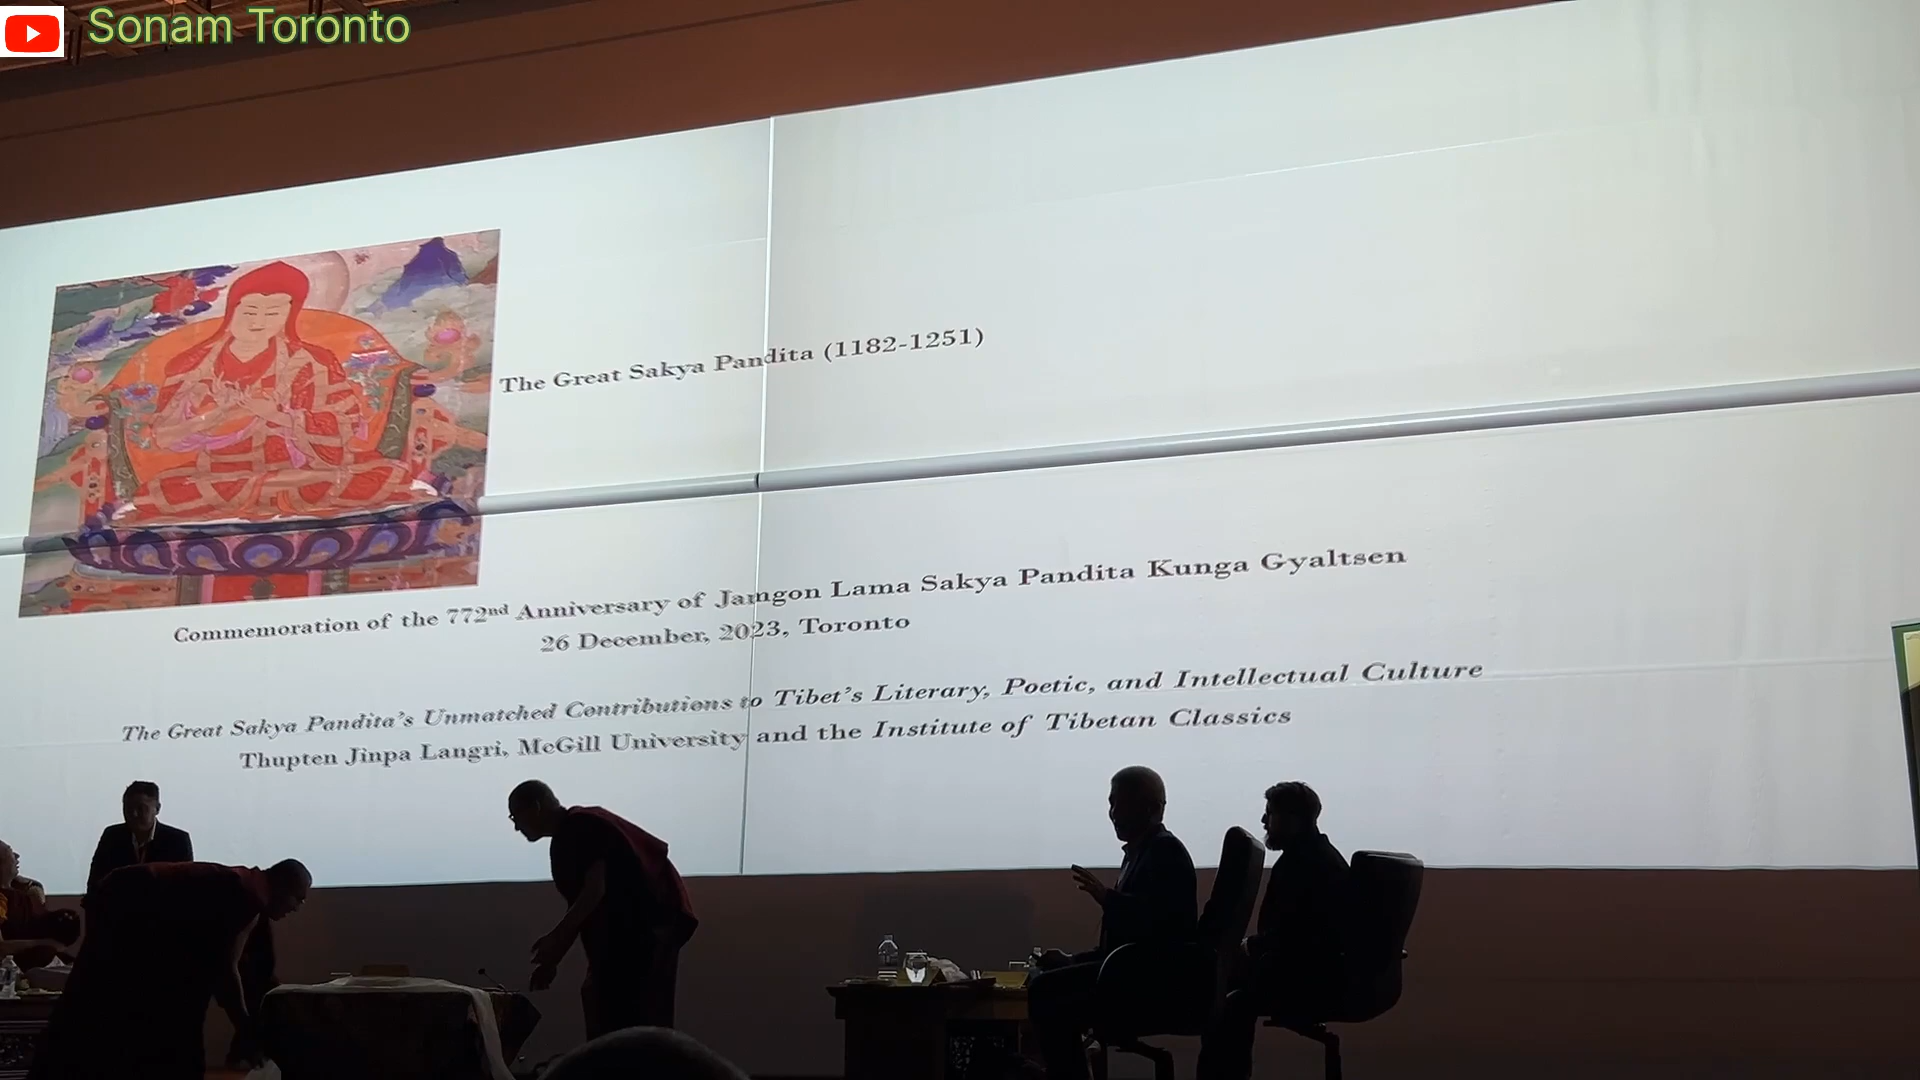 Sonam Toronto
The Great Sakya Pandita (1182-1251)
Commemoration of the 772nd Anniversary of Jamgon Lama Sakya Pandita Kunga Gyaltsen
26 December, 2023, Toronto
The Great Sakya Pandita's Unmatched Contributions to Tibet's Literary, Poetic, and Intellectual Culture
Thupten Jinpa Langri, McGill University and the Institute of Tibetan Classics